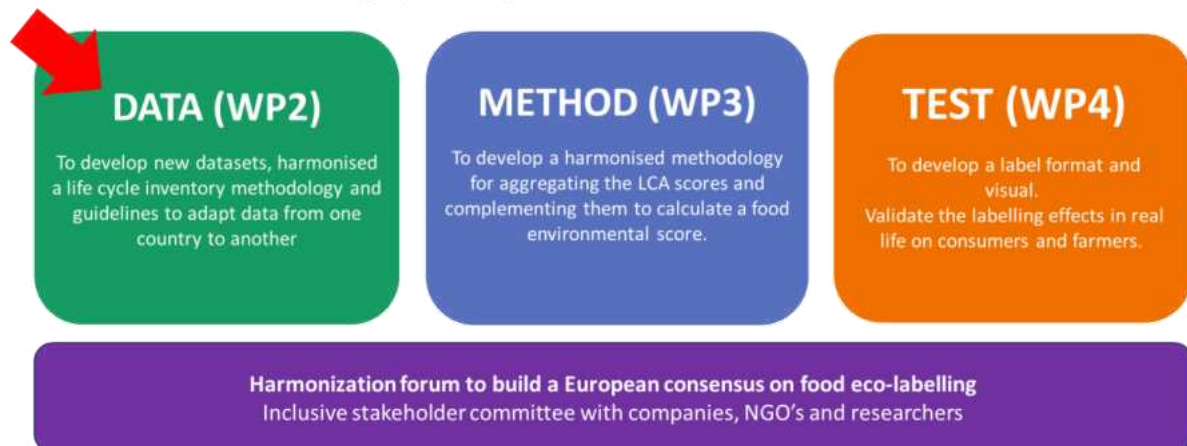 DATA (WP2)
To develop new datasets, harmonised
a life cycle inventory methodology and
guidelines to adapt data from one
country to another
METHOD (WP3)
To develop a harmonised methodology
for aggregating the LCA scores and
complementing them to calculate a food
environmental score.
TEST (WP4)
To develop a label format and
visual.
Validate the labelling effects in real
life on consumers and farmers.
Harmonization forum to build a European consensus on food eco-labelling
Inclusive stakeholder committee with companies, NGO's and researchers